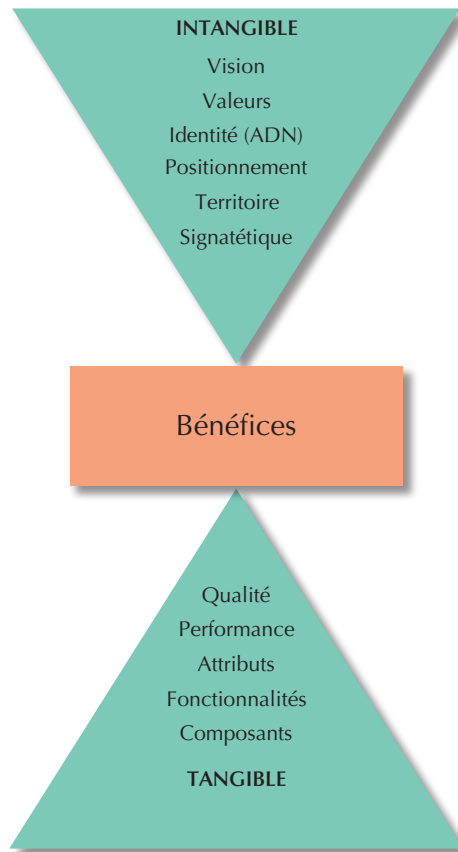 INTANGIBLE
Vision
Valeurs
Identité (ADN)
Positionnement
Territoire
Signatétique
Bénéfices
Qualité
Performance
Attributs
Fonctionnalités
Composants
TANGIBLE